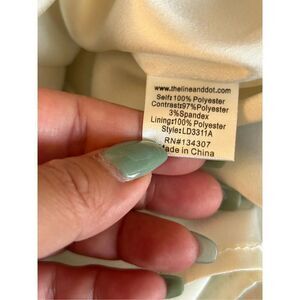 www.thelineanddot.com
Self:100% Polyester
Contrast:97%Polyester
3%Spandex
Lining:100% Polyester
Style:LD3311A
RN#134307
Made in China